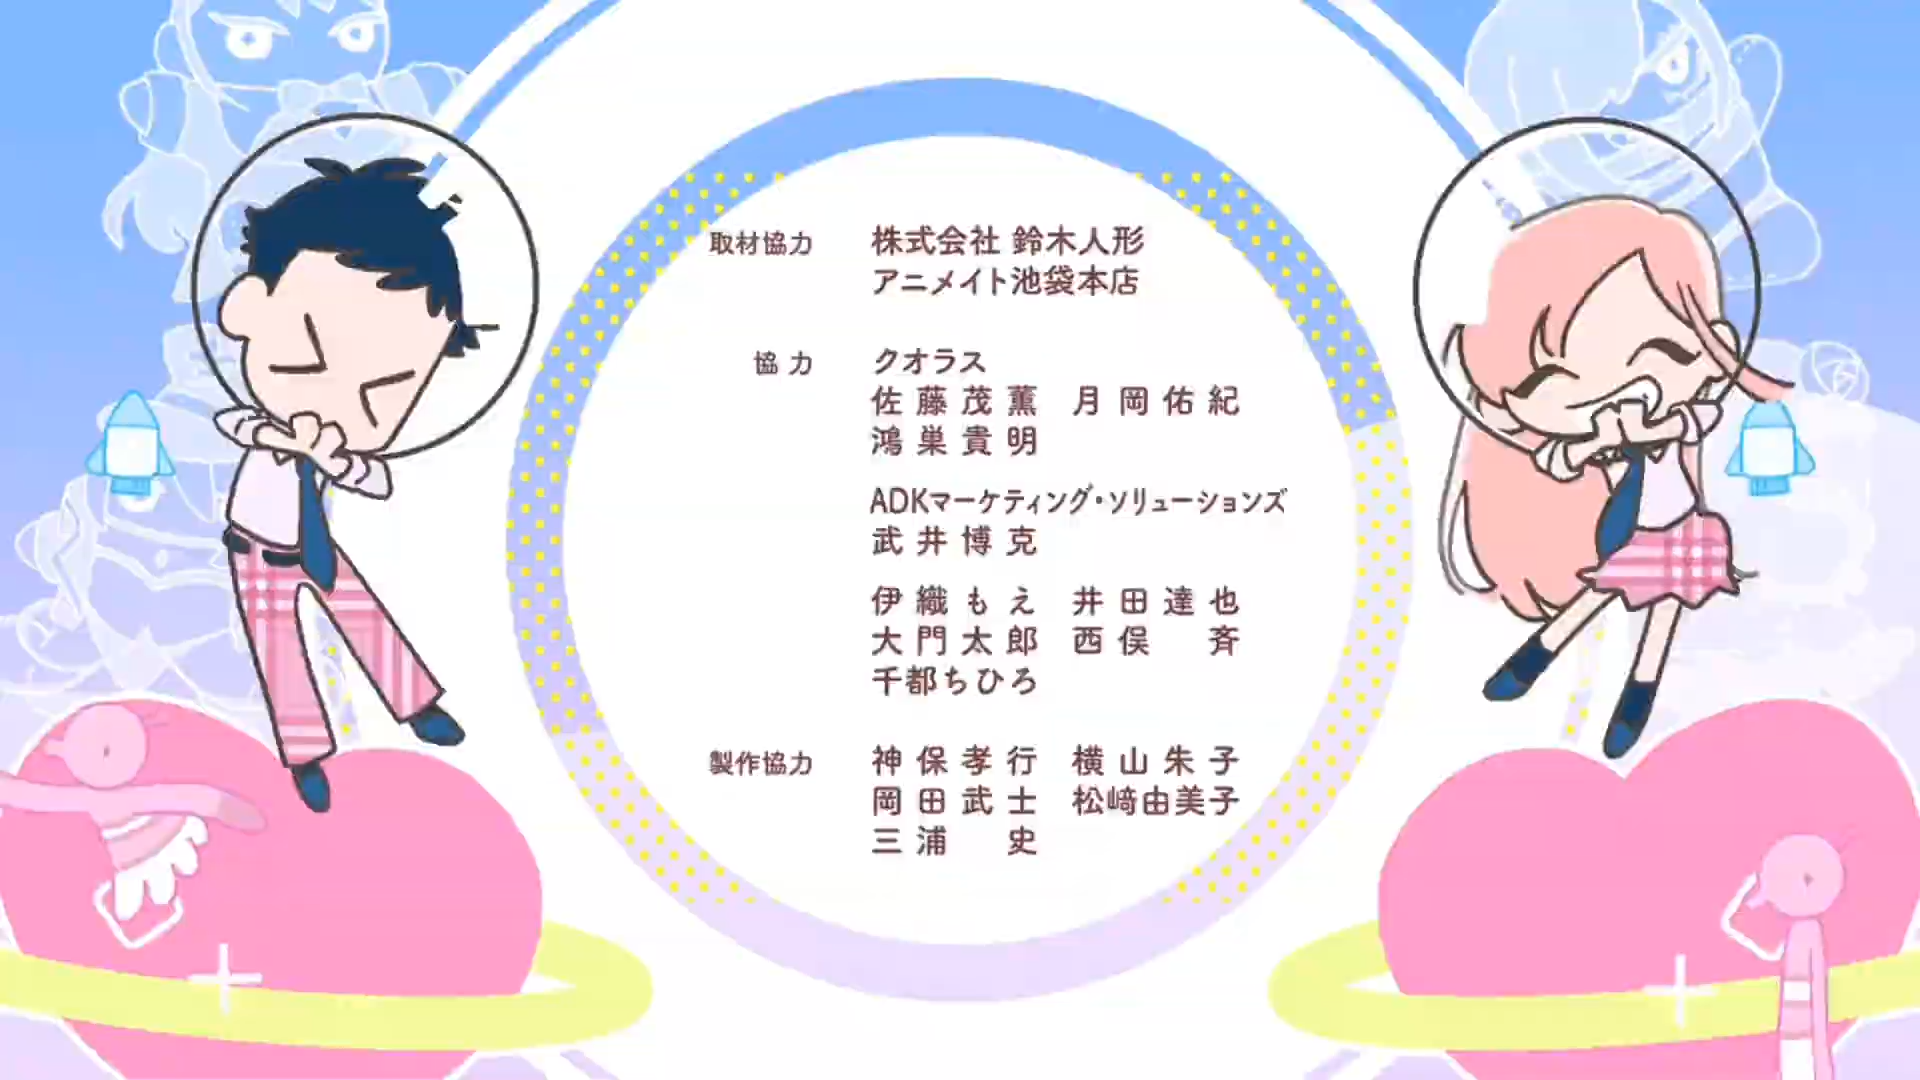 取材協力 株式会社 鈴木人形
アニメイト池袋本店
協 力 クオラス
佐藤茂薫 月岡佑紀
鴻巣貴明
ADKマーケティング・ソリューションズ
武井博克
伊織もえ 井田達也
大門太郎 西俣 斉
千都ちひろ
製作協力 神保孝行 横山朱子
岡田武士 松﨑由美子
三浦 史